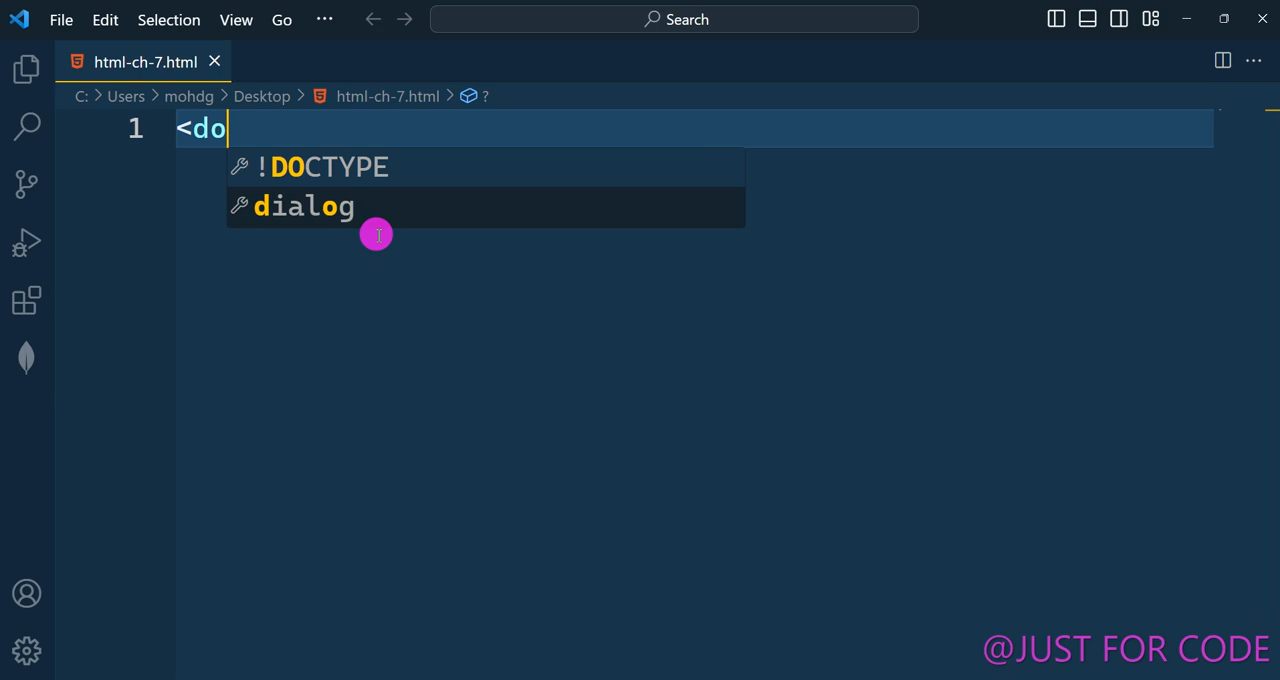 File Edit Selection View Go ··· Search
html-ch-7.html
C: > Users > mohdg > Desktop > html-ch-7.html > ?
1 <do
!DOCTYPE
dialog
@JUST FOR CODE